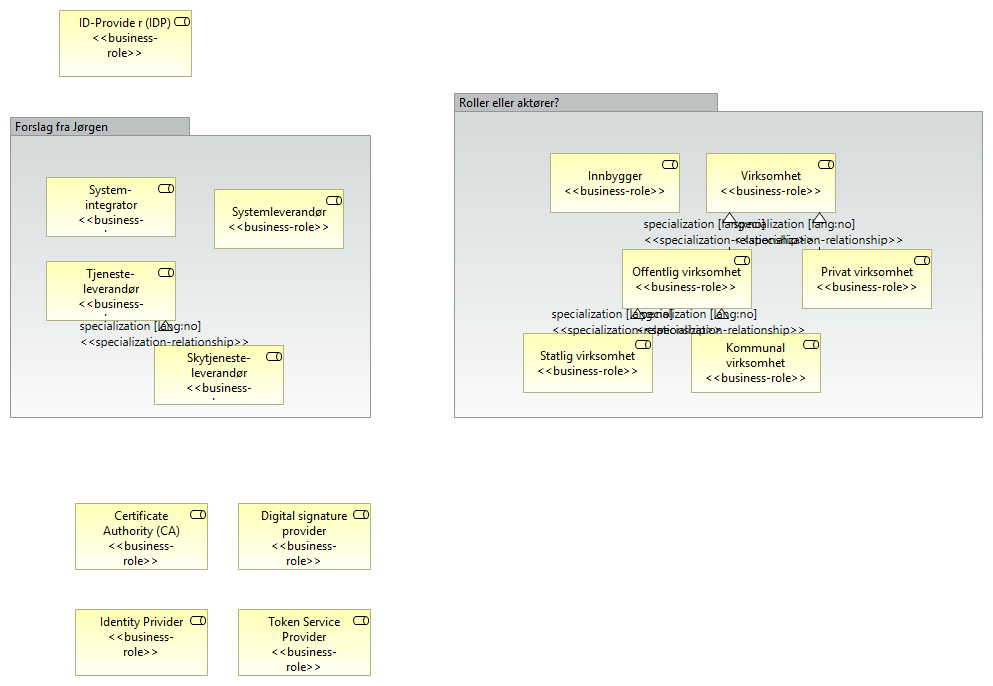 ID-Provide r (IDP)
<<business-
role>>
Forslag fra Jørgen
System-
integrator
<<business-
Systemleverandør
<<business-role>>
Tjeneste-
leverandør
<<business-
specialization [lang:no]
<<specialization-relationship>>
Skytjeneste-
leverandør
<<business-
Roller eller aktører?
Innbygger
<<business-role>>
Virksomhet
<<business-role>>
specialization [lang:no]
<<specialization-relationship>>
specialization [lang:no]
<<specialization-relationship>>
Offentlig virksomhet
<<business-role>>
Privat virksomhet
<<business-role>>
specialization [lang:no]
<<specialization-relationship>>
specialization [lang:no]
<<specialization-relationship>>
Statlig virksomhet
<<business-role>>
Kommunal
virksomhet
<<business-role>>
Certificate
Authority (CA)
<<business-
role>>
Digital signature
provider
<<business-
role>>
Identity Privider
<<business-
role>>
Token Service
Provider
<<business-
role>>